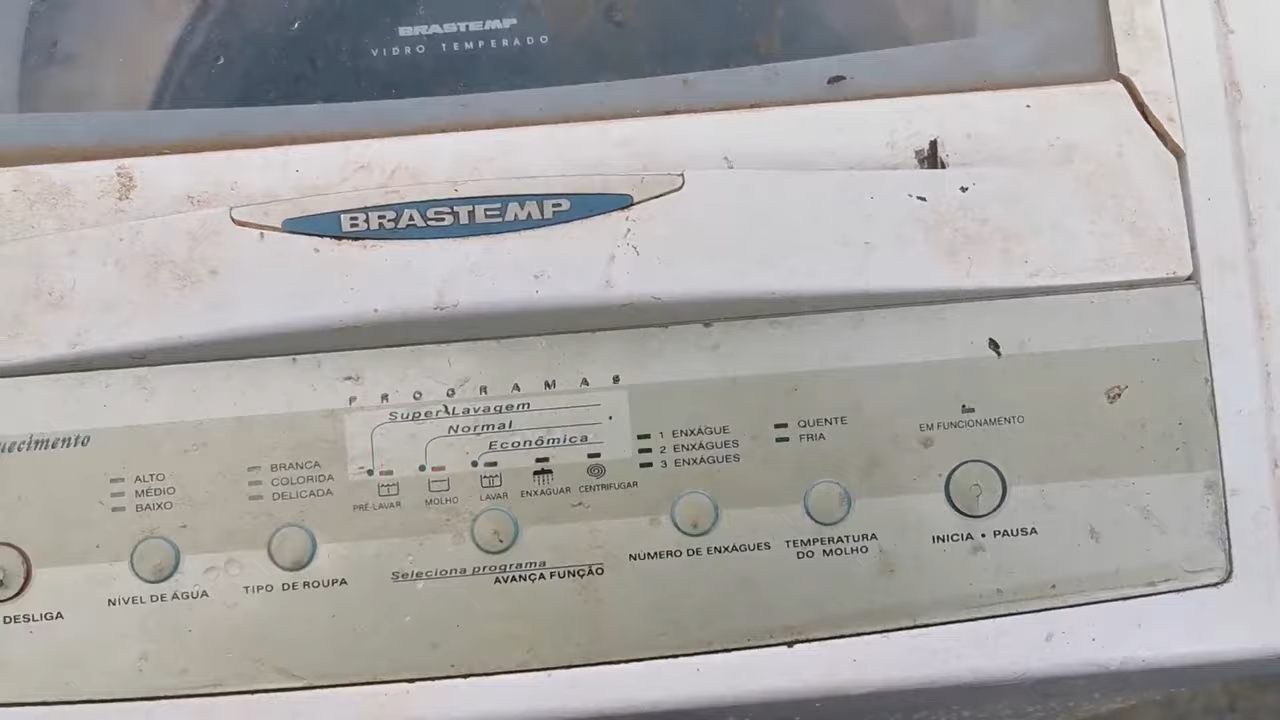 BRASTEMP
VIDRO TEMPERADO
BRASTEMP
PROGRAMAS
Super Lavagem
Normal
Econômica
uecimento
ALTO
MÉDIO
BAIXO
NÍVEL DE ÁGUA
BRANCA
COLORIDA
DELICADA
TIPO DE ROUPA
PRÉ-LAVAR
MOLHO
LAVAR
ENXAGUAR
CENTRIFUGAR
Seleciona programa
AVANÇA FUNÇÃO
1 ENXÁGUE
2 ENXÁGUES
3 ENXÁGUES
NÚMERO DE ENXÁGUES
QUENTE
FRIA
TEMPERATURA
DO MOLHO
EM FUNCIONAMENTO
INICIA • PAUSA
DESLIGA